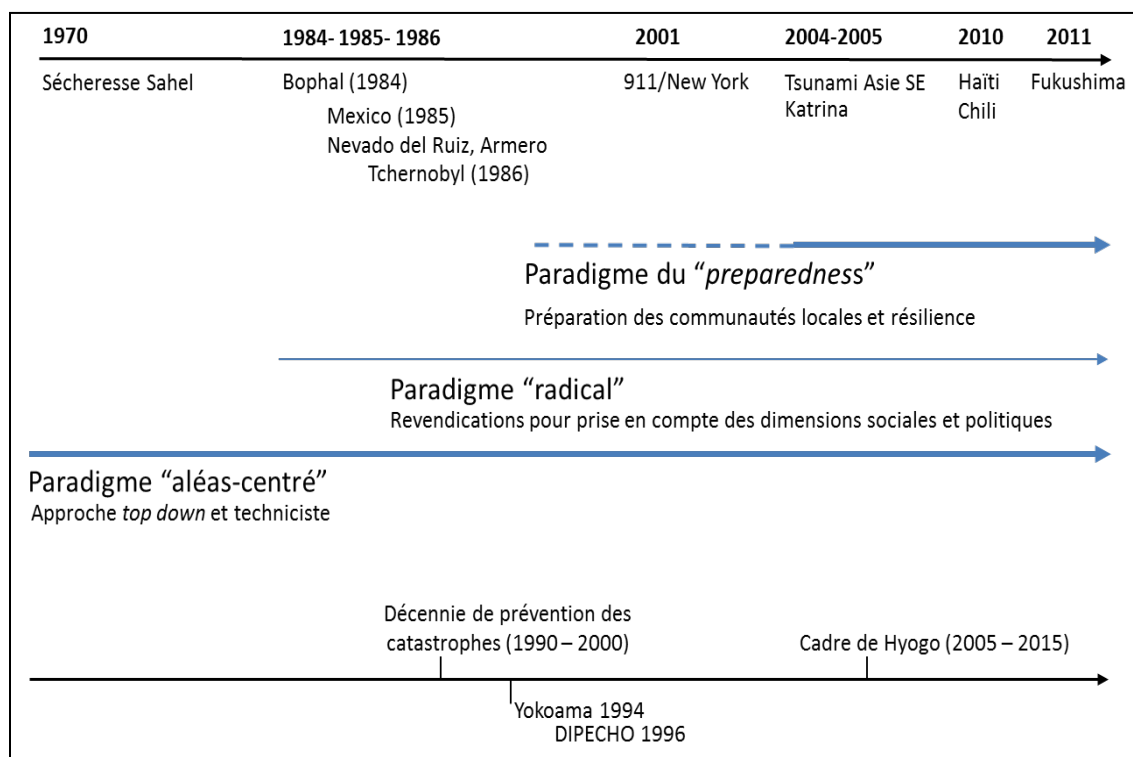 1970 1984- 1985- 1986 2001 2004-2005 2010 2011
Sécheresse Sahel Bophal (1984) 911/New York Tsunami Asie SE Haïti Fukushima
Mexico (1985) Katrina Chili
Nevado del Ruiz, Armero
Tchernobyl (1986)
Paradigme du “preparedness”
Préparation des communautés locales et résilience
Paradigme “radical”
Revendications pour prise en compte des dimensions sociales et politiques
Paradigme “aléas-centré”
Approche top down et techniciste
Décennie de prévention des
catastrophes (1990 – 2000) Cadre de Hyogo (2005 – 2015)
Yokoama 1994
DIPECHO 1996